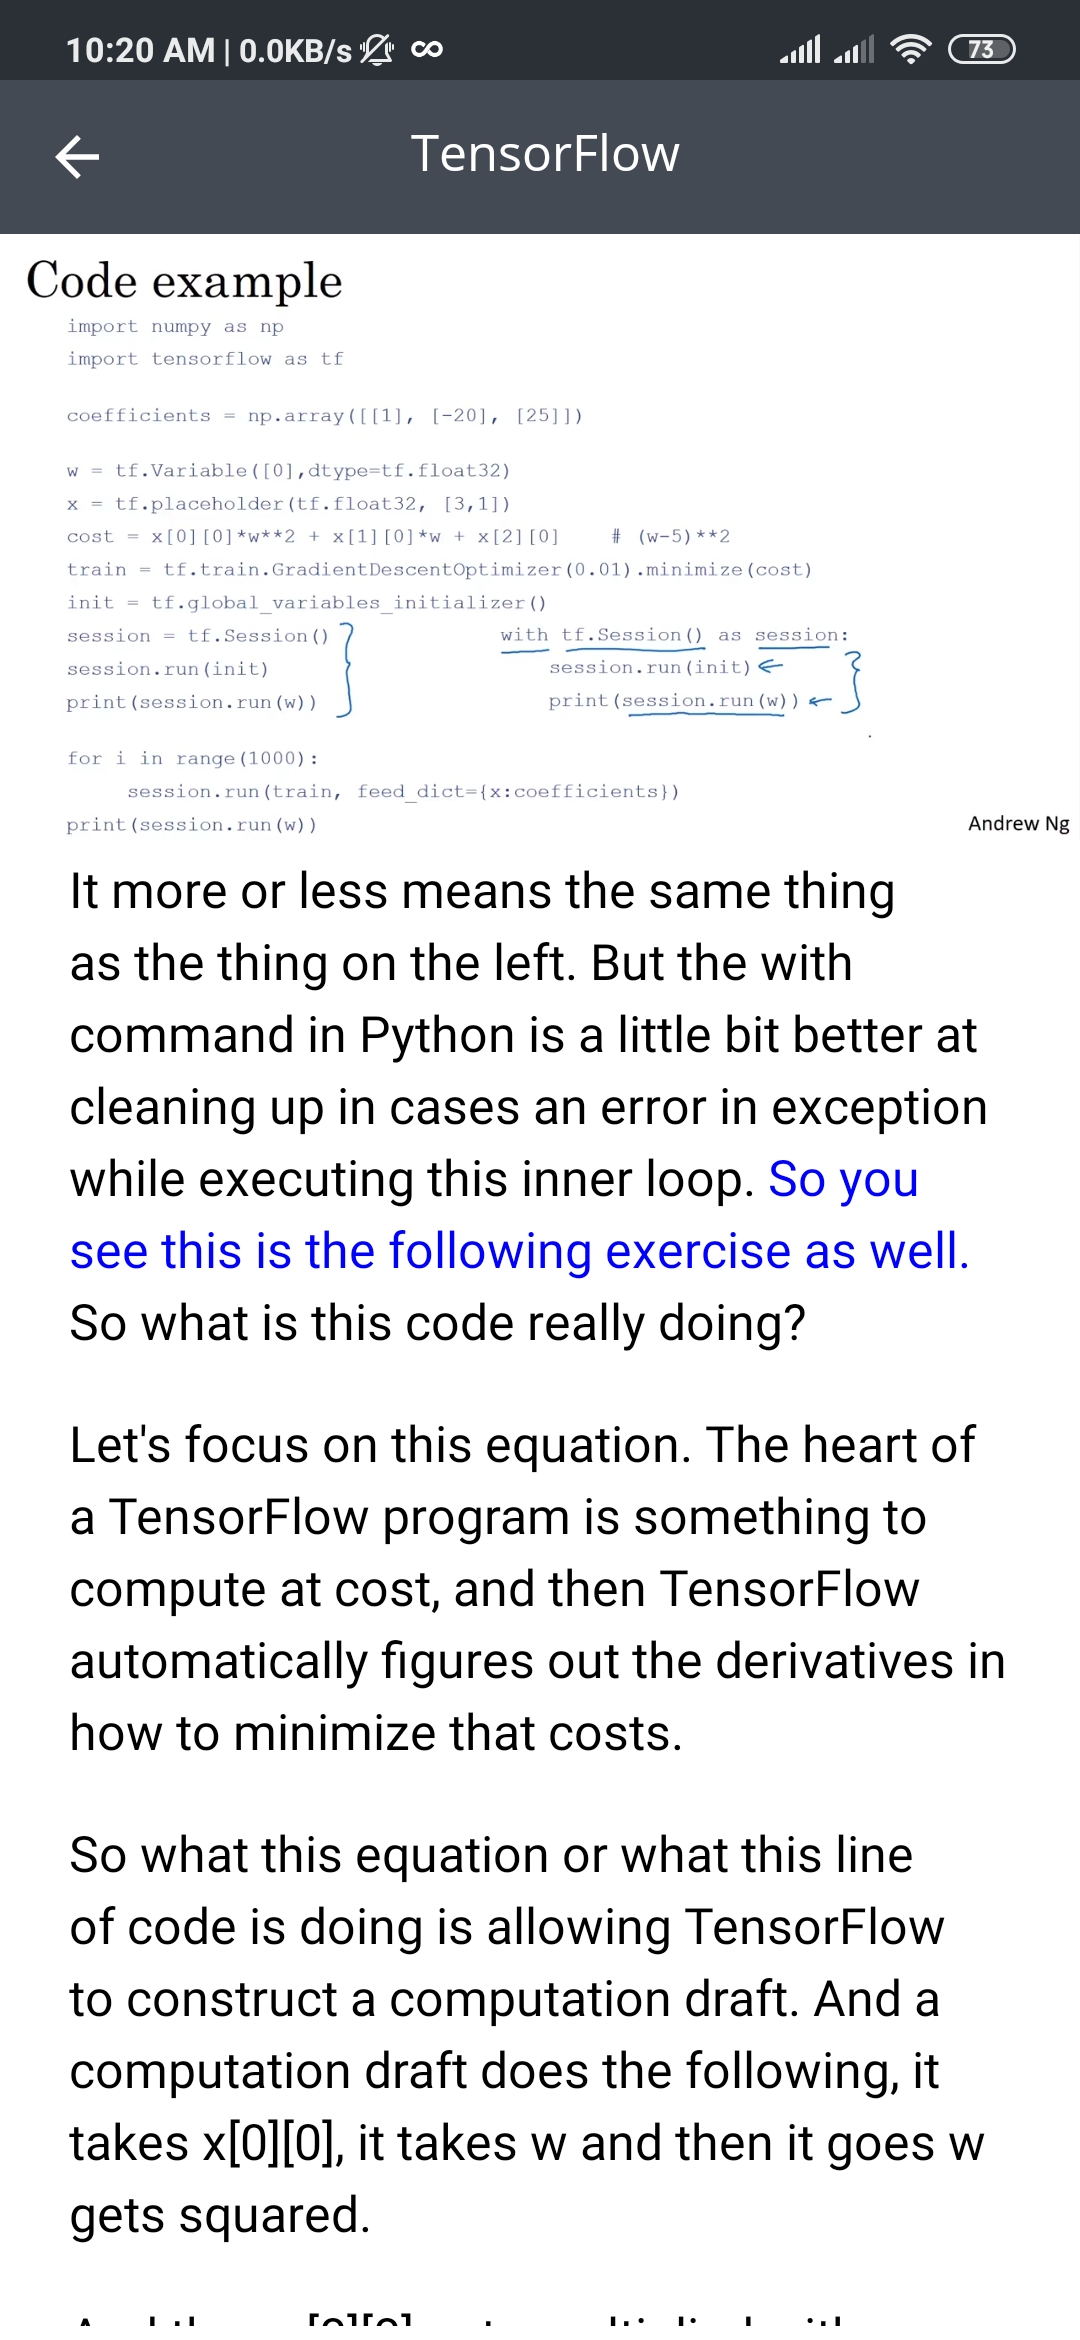 10:20 AM | 0.0KB/s
73
TensorFlow
Code example
import numpy as np
import tensorflow as tf
coefficients = np.array([[1], [-20], [25]])
w = tf.Variable([0],dtype=tf.float32)
x = tf.placeholder(tf.float32, [3,1])
cost = x[0][0]*w**2 + x[1][0]*w + x[2][0]    # (w-5)**2
train = tf.train.GradientDescentOptimizer(0.01).minimize(cost)
init = tf.global_variables_initializer()
session = tf.Session()
session.run(init)
print(session.run(w))
with tf.Session() as session:
session.run(init)
print(session.run(w))
for i in range(1000):
session.run(train, feed_dict={x:coefficients})
print(session.run(w))
Andrew Ng
It more or less means the same thing
as the thing on the left. But the with
command in Python is a little bit better at
cleaning up in cases an error in exception
while executing this inner loop. So you
see this is the following exercise as well.
So what is this code really doing?
Let's focus on this equation. The heart of
a TensorFlow program is something to
compute at cost, and then TensorFlow
automatically figures out the derivatives in
how to minimize that costs.
So what this equation or what this line
of code is doing is allowing TensorFlow
to construct a computation draft. And a
computation draft does the following, it
takes x[0][0], it takes w and then it goes w
gets squared.